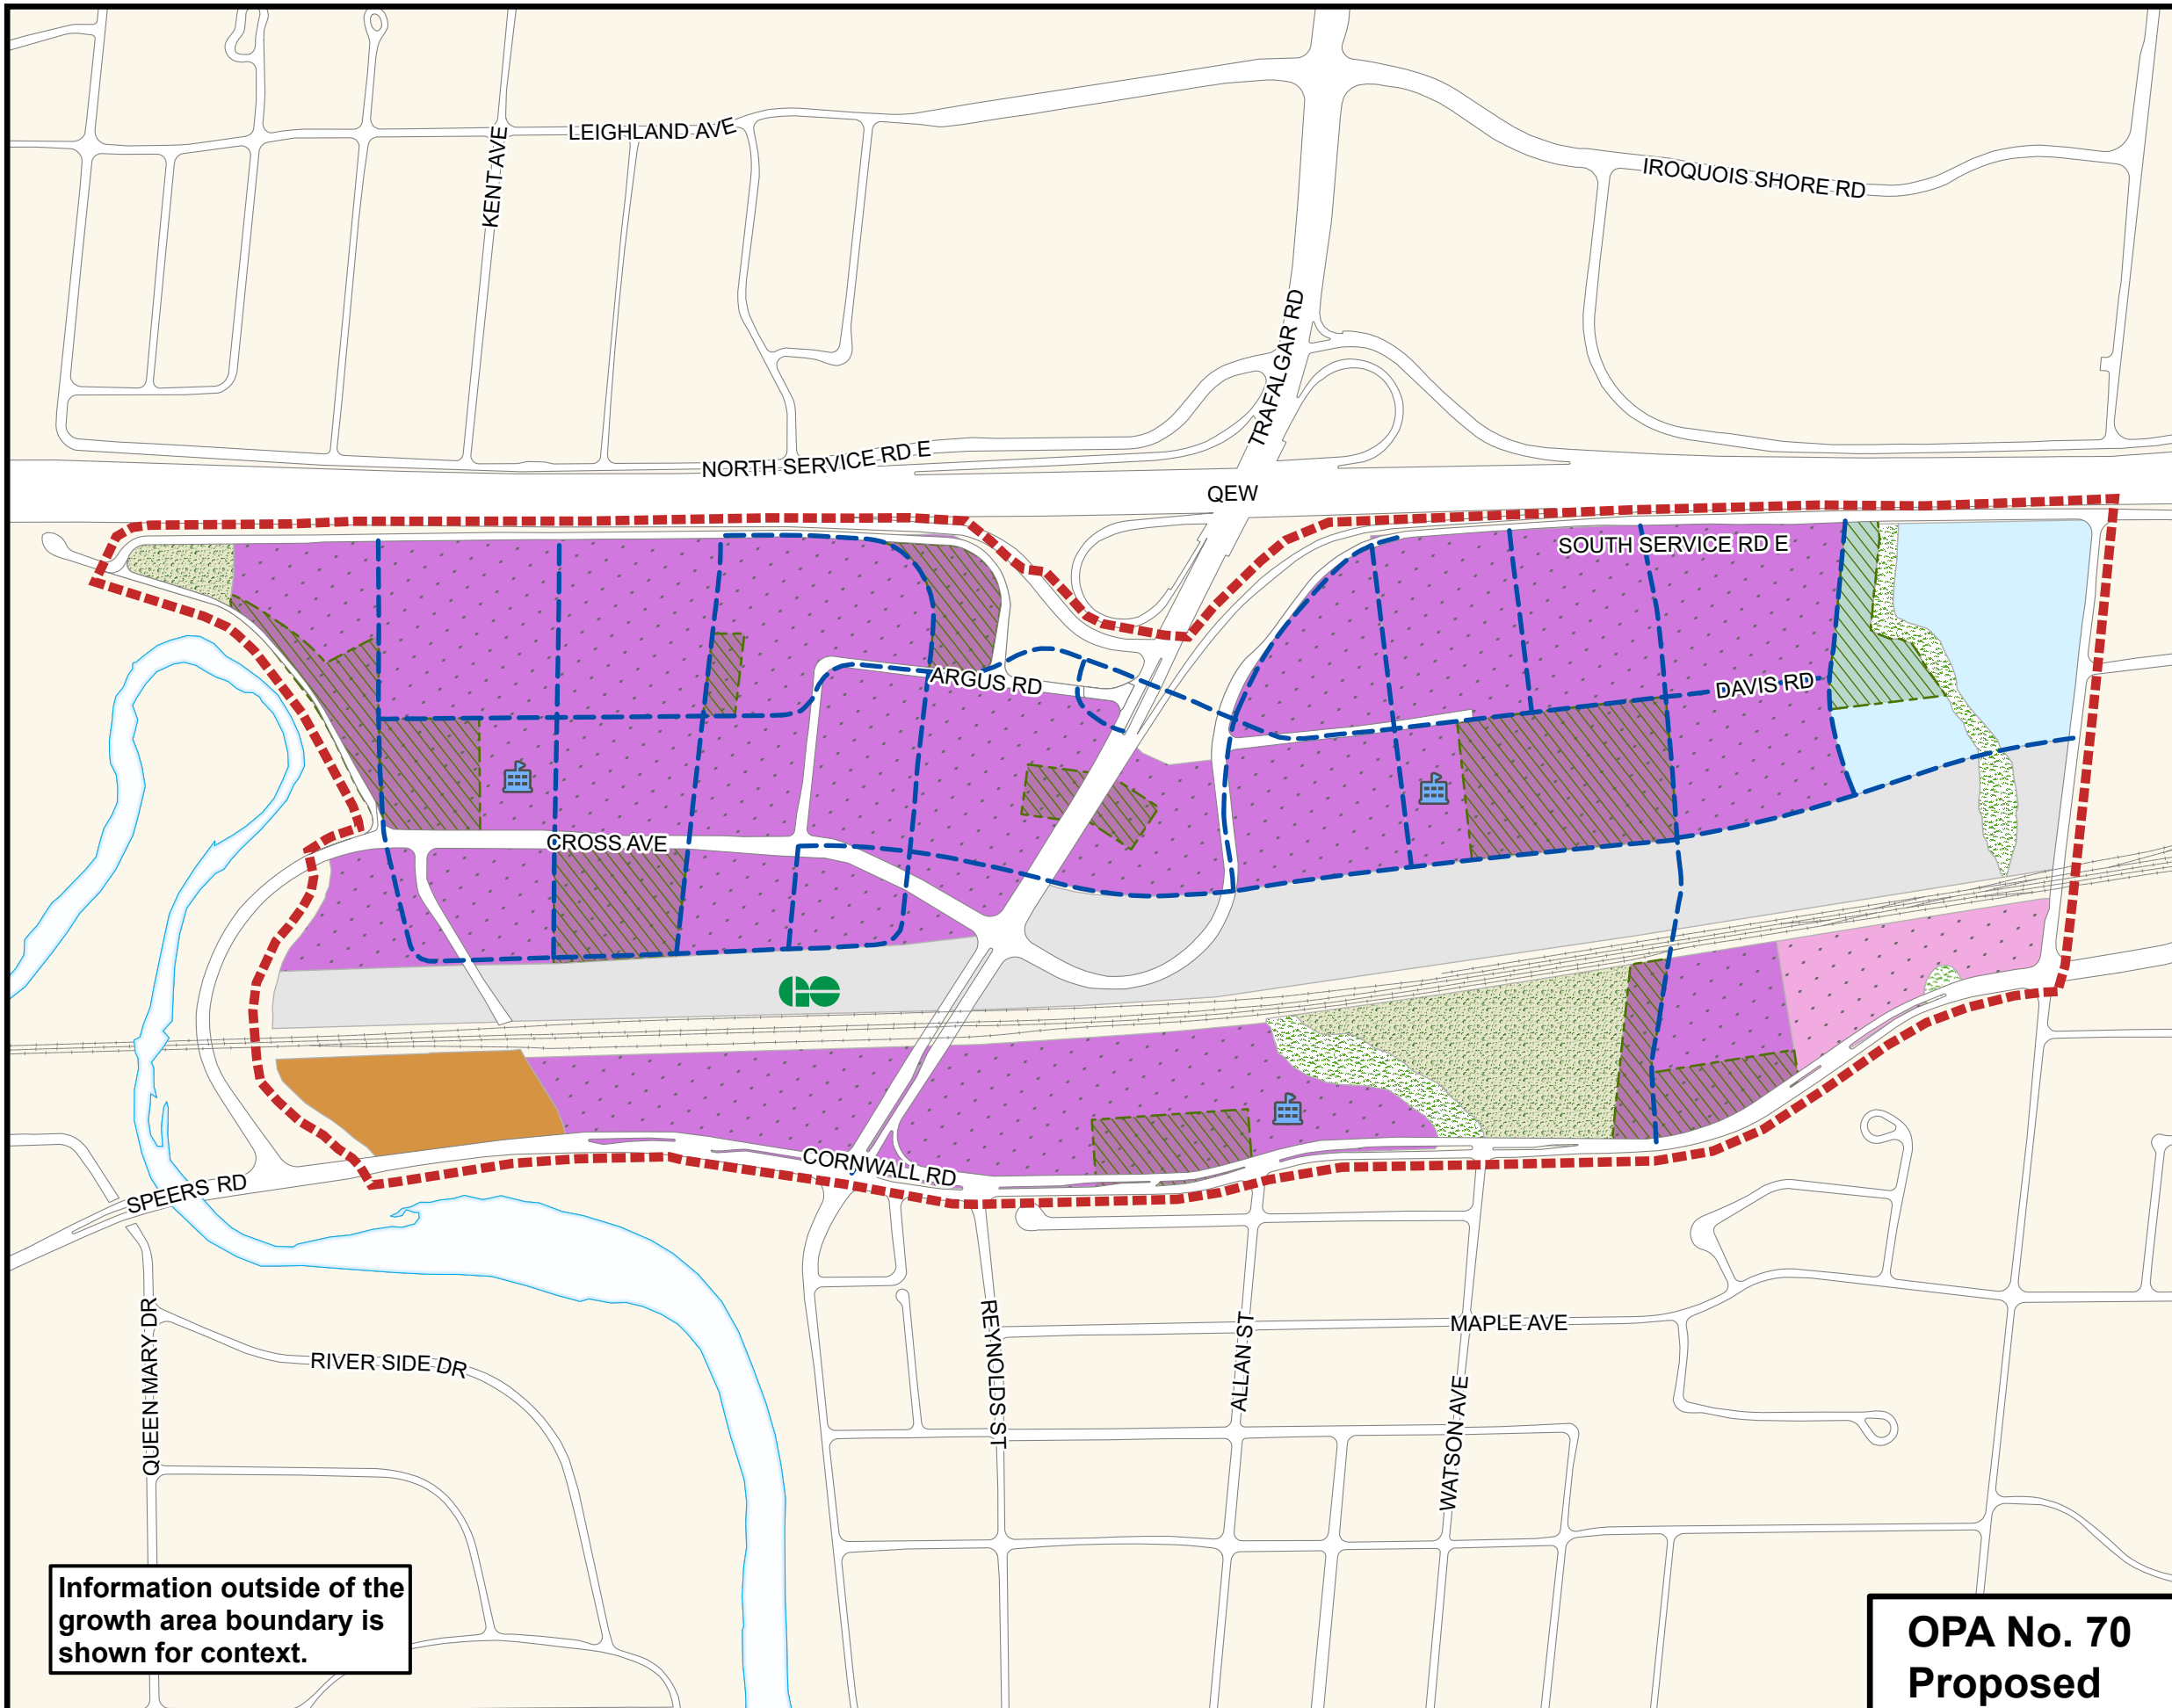 LEIGHLAND AVE
KENT AVE
IROQUOIS SHORE RD
TRAFALGAR RD
NORTH SERVICE RD E
QEW
SOUTH SERVICE RD E
ARGUS RD
DAVIS RD
CROSS AVE
GO
CORNWALL RD
SPEERS RD
QUEEN MARY DR
RIVER SIDE DR
REYNOLDS ST
ALLAN ST
MAPLE AVE
WATSON AVE
Information outside of the
growth area boundary is
shown for context.
OPA No. 70
Proposed